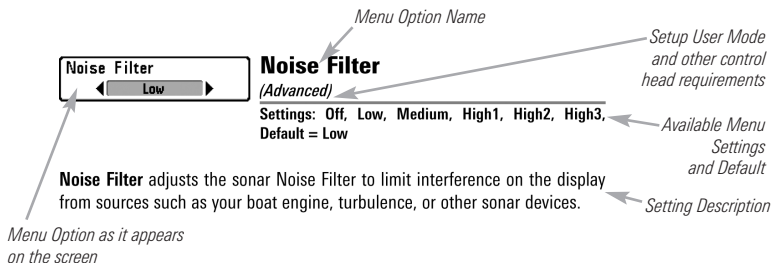 Menu Option Name
Setup User Mode
and other control
head requirements
Noise Filter
Low
Noise Filter
(Advanced)
Settings: Off, Low, Medium, High1, High2, High3,
Default = Low
Available Menu
Settings
and Default
Noise Filter adjusts the sonar Noise Filter to limit interference on the display
from sources such as your boat engine, turbulence, or other sonar devices.
Setting Description
Menu Option as it appears
on the screen